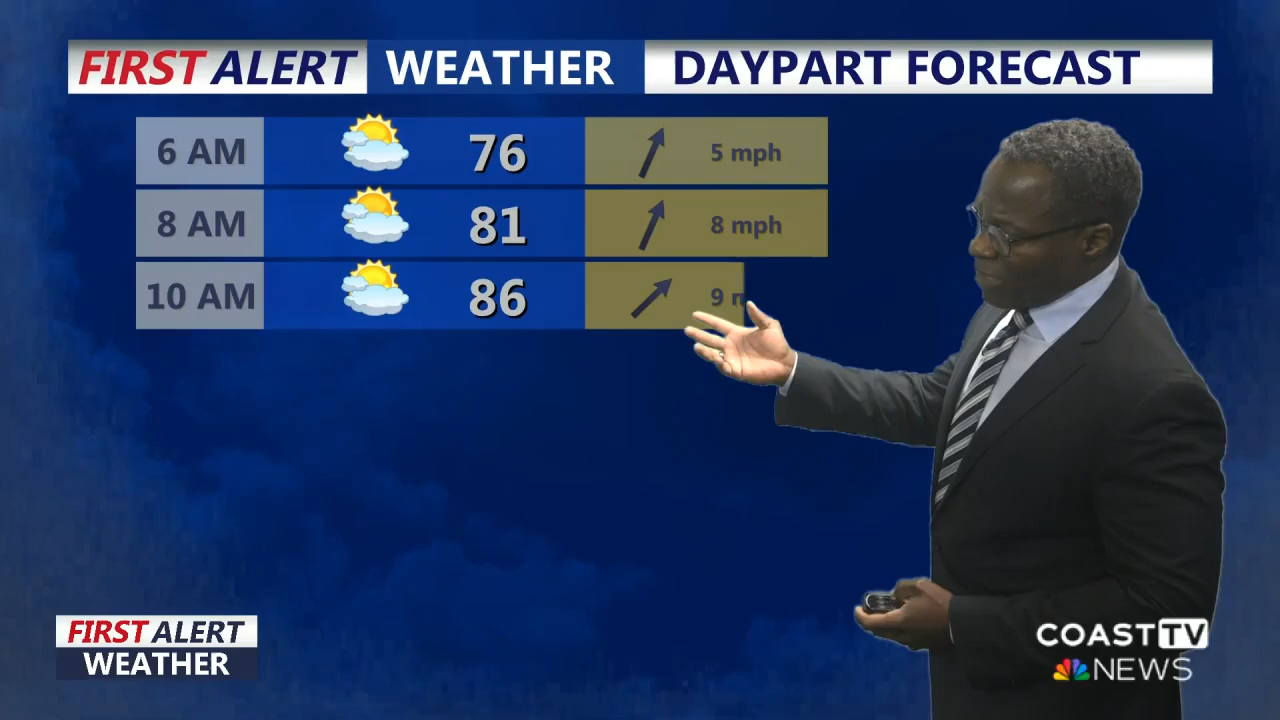 FIRST ALERT WEATHER DAYPART FORECAST
6 AM 76 5 mph
8 AM 81 8 mph
10 AM 86 9
FIRST ALERT
WEATHER
COAST TV
NEWS